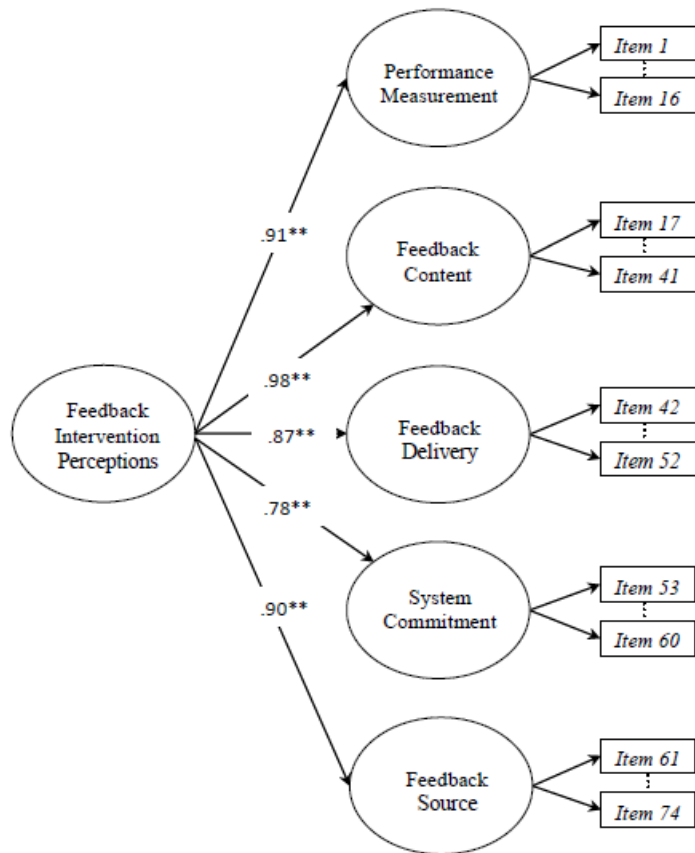 Performance
Measurement
Item 1
Item 16
.91**
Feedback
Content
Item 17
Item 41
.98**
Feedback
Intervention
Perceptions
.87**
Feedback
Delivery
Item 42
Item 52
.78**
System
Commitment
Item 53
Item 60
.90**
Feedback
Source
Item 61
Item 74